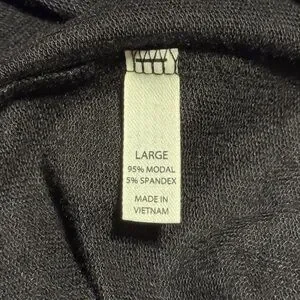 LARGE
95% MODAL
5% SPANDEX
MADE IN
VIETNAM